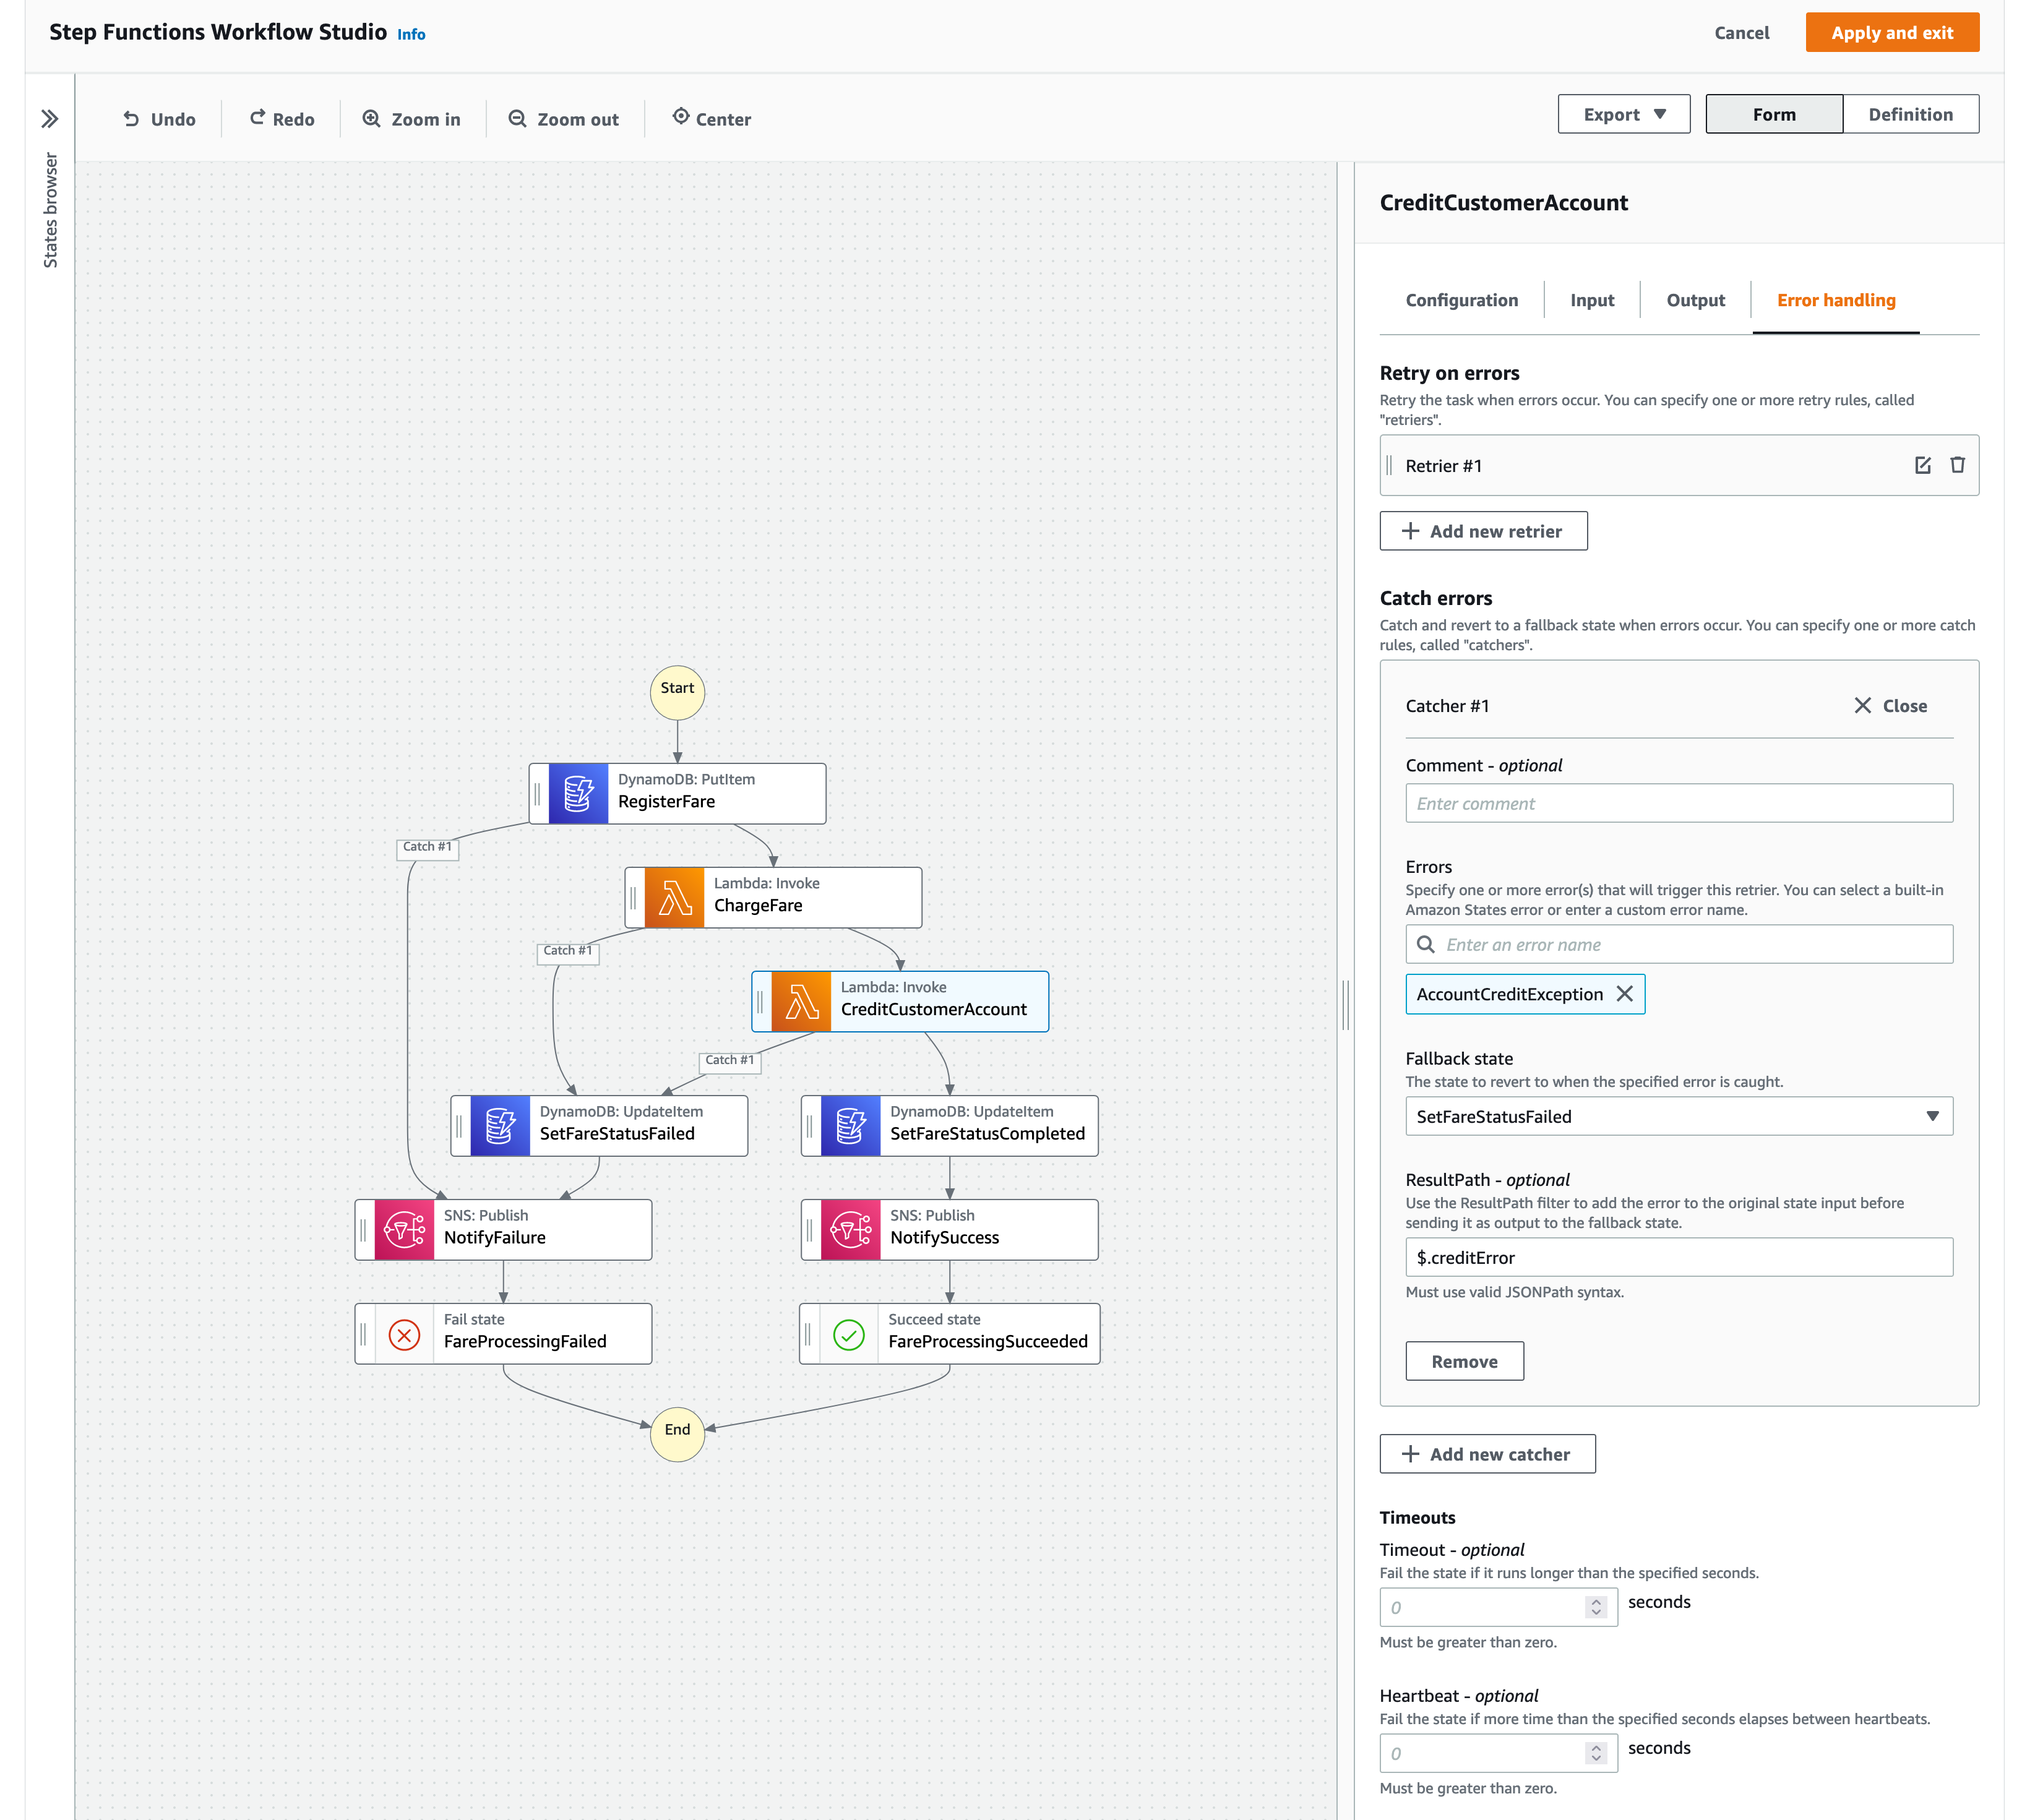 Step Functions Workflow Studio Info
Cancel
Apply and exit
States browser
Undo
Redo
Zoom in
Zoom out
Center
Export
Form
Definition
Start
DynamoDB: PutItem
RegisterFare
Catch #1
Lambda: Invoke
ChargeFare
Catch #1
Lambda: Invoke
CreditCustomerAccount
Catch #1
DynamoDB: UpdateItem
SetFareStatusFailed
DynamoDB: UpdateItem
SetFareStatusCompleted
SNS: Publish
NotifyFailure
SNS: Publish
NotifySuccess
Fail state
FareProcessingFailed
Succeed state
FareProcessingSucceeded
End
CreditCustomerAccount
Configuration
Input
Output
Error handling
Retry on errors
Retry the task when errors occur. You can specify one or more retry rules, called
"retriers".
Retrier #1
Add new retrier
Catch errors
Catch and revert to a fallback state when errors occur. You can specify one or more catch
rules, called "catchers".
Catcher #1
Close
Comment - optional
Enter comment
Errors
Specify one or more error(s) that will trigger this retrier. You can select a built-in
Amazon States error or enter a custom error name.
Enter an error name
AccountCreditException
Fallback state
The state to revert to when the specified error is caught.
SetFareStatusFailed
ResultPath - optional
Use the ResultPath filter to add the error to the original state input before
sending it as output to the fallback state.
$.creditError
Must use valid JSONPath syntax.
Remove
Add new catcher
Timeouts
Timeout - optional
Fail the state if it runs longer than the specified seconds.
0
seconds
Must be greater than zero.
Heartbeat - optional
Fail the state if more time than the specified seconds elapses between heartbeats.
0
seconds
Must be greater than zero.